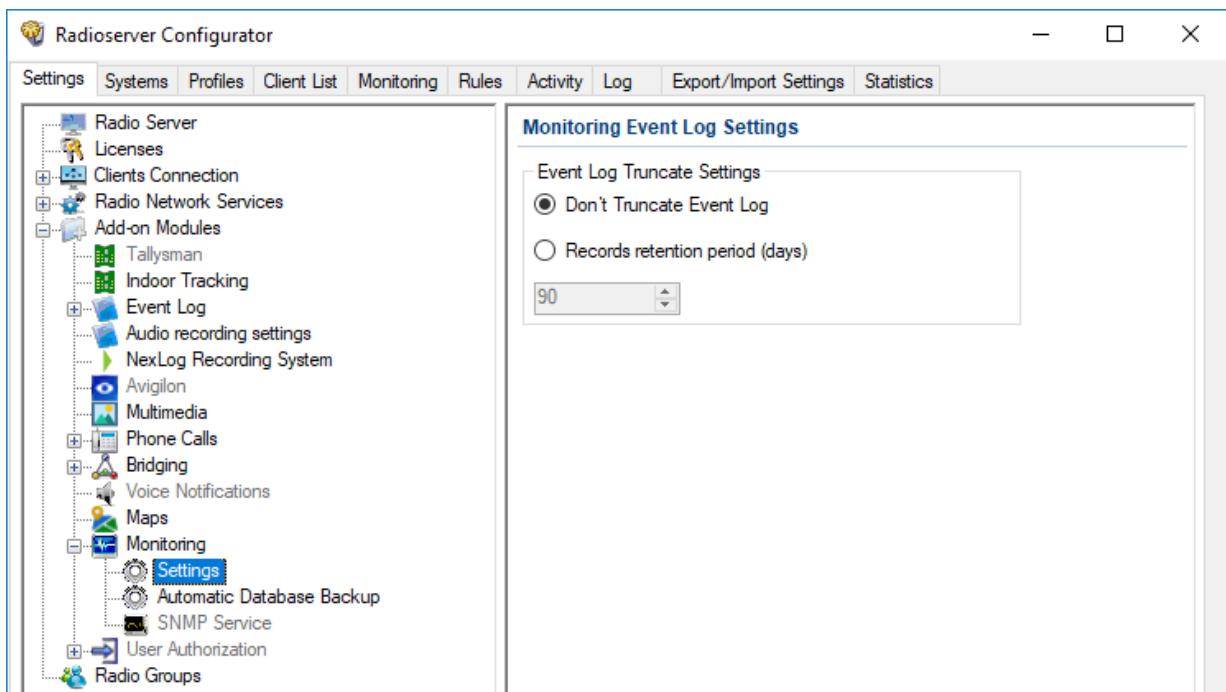 Radioserver Configurator
Settings Systems Profiles Client List Monitoring Rules Activity Log Export/Import Settings Statistics
Radio Server
Licenses
Clients Connection
Radio Network Services
Add-on Modules
Tallysman
Indoor Tracking
Event Log
Audio recording settings
NexLog Recording System
Avigilon
Multimedia
Phone Calls
Bridging
Voice Notifications
Maps
Monitoring
Settings
Automatic Database Backup
SNMP Service
User Authorization
Radio Groups
Monitoring Event Log Settings
Event Log Truncate Settings
Don't Truncate Event Log
Records retention period (days)
90